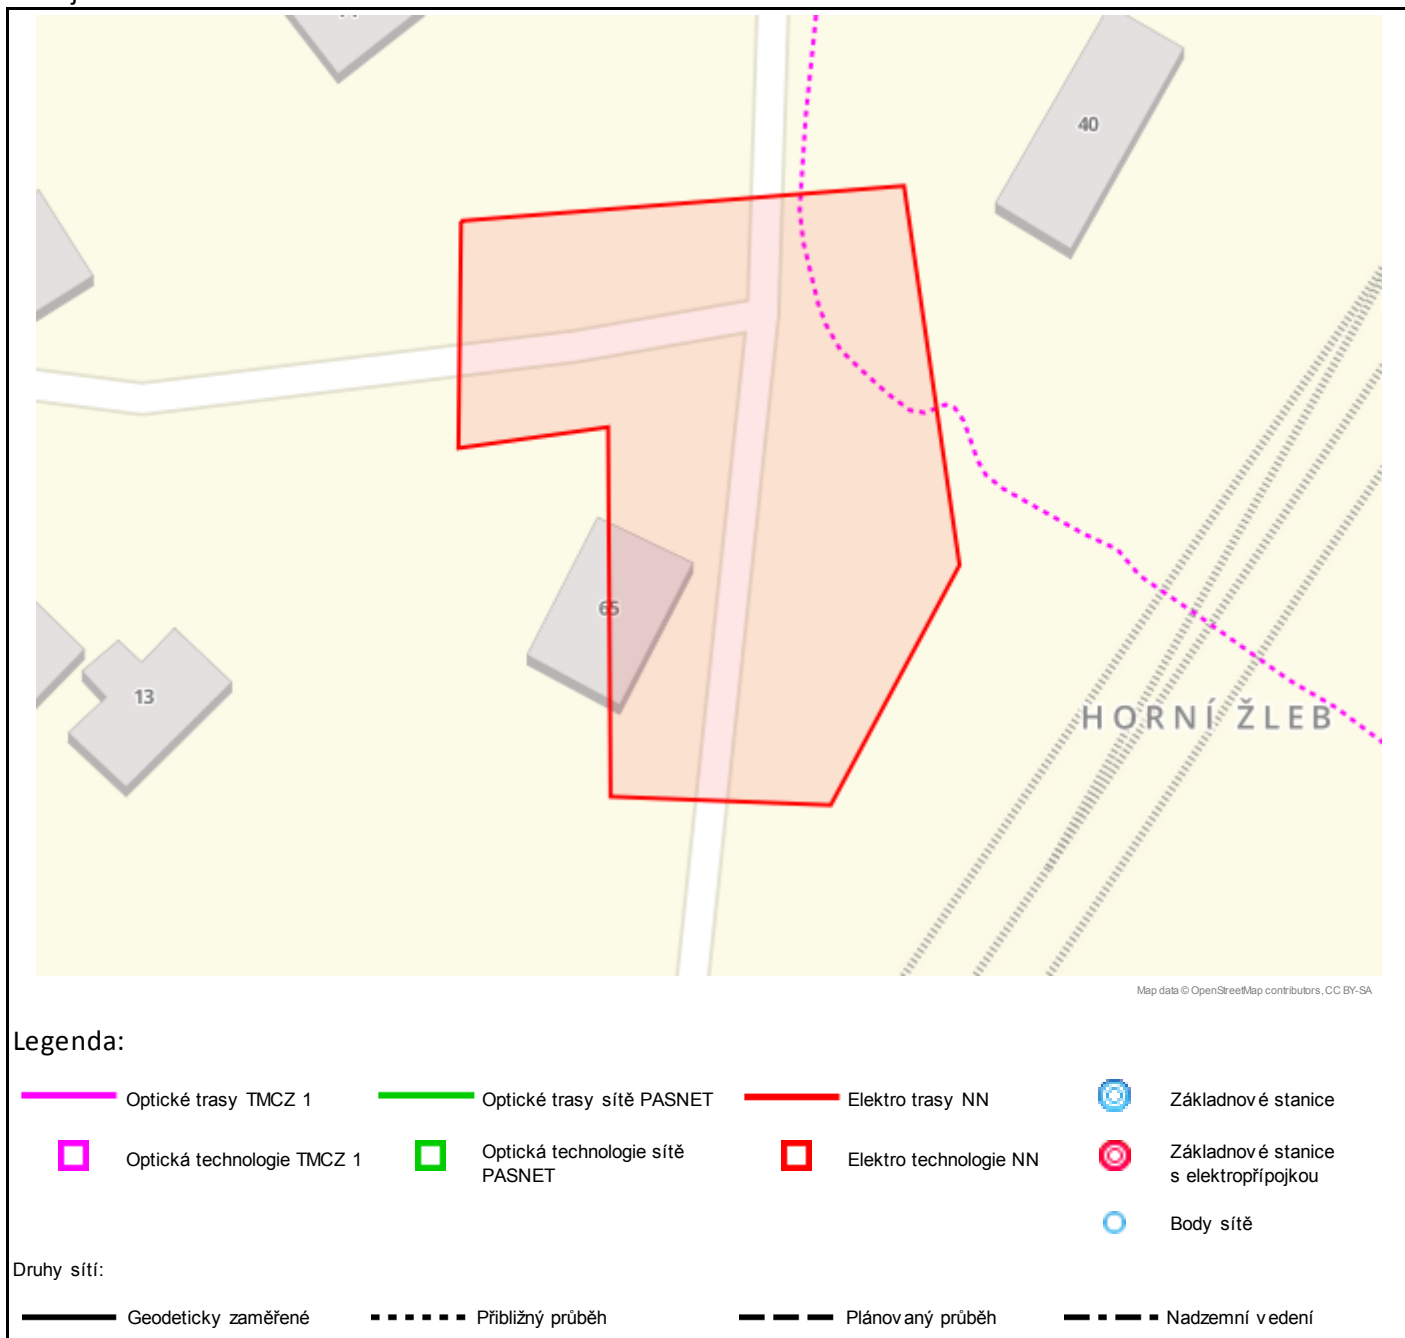 40
65
13
HORNÍ ŽLEB
Map data © OpenStreetMap contributors, CC BY-SA
Legenda:
Optické trasy TMCZ 1
Optické trasy sítě PASNET
Elektro trasy NN
Základnové stanice
Optická technologie TMCZ 1
Optická technologie sítě
PASNET
Elektro technologie NN
Základnové stanice
s elektropřípojkou
Body sítě
Druhy sítí:
Geodeticky zaměřené
Přibližný průběh
Plánovaný průběh
Nadzemní vedení